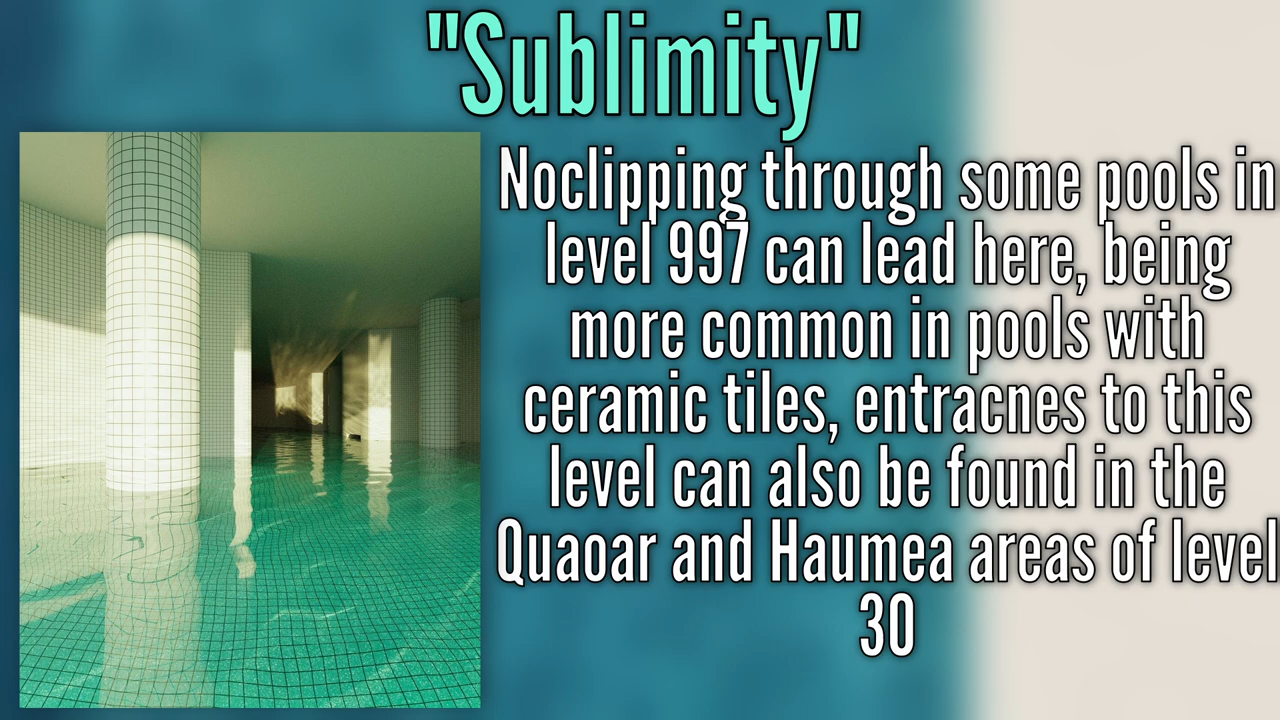 "Sublimity"
Noclipping through some pools in
level 997 can lead here, being
more common in pools with
ceramic tiles, entracnes to this
level can also be found in the
Quaoar and Haumea areas of level
30